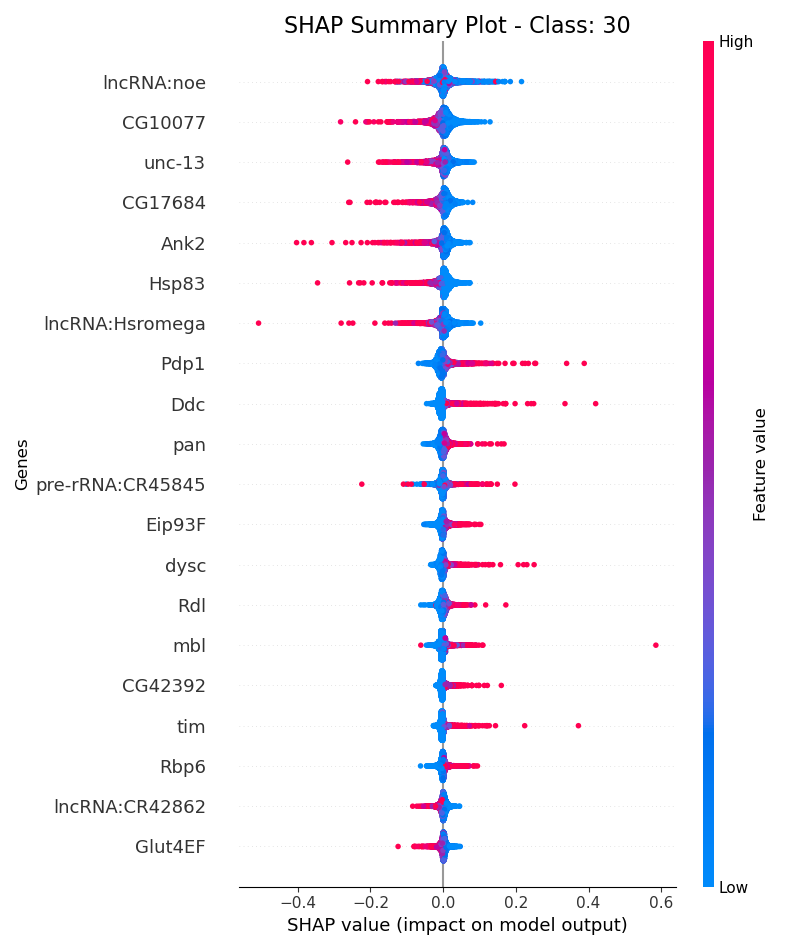 SHAP Summary Plot - Class: 30
High
lncRNA:noe
CG10077
unc-13
CG17684
Ank2
Hsp83
lncRNA:Hsromega
Pdp1
Ddc
pan
pre-rRNA:CR45845
Eip93F
dysc
Rdl
mbl
CG42392
tim
Rbp6
lncRNA:CR42862
Glut4EF
Genes
Feature value
Low
−0.4 −0.2 0.0 0.2 0.4 0.6
SHAP value (impact on model output)